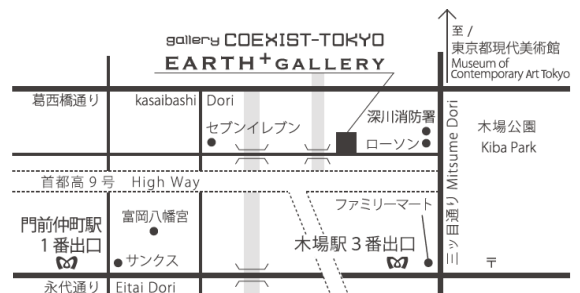 gallery COEXIST-TOKYO
EARTH+GALLERY
至 /
東京都現代美術館
Museum of
Contemporary Art Tokyo
葛西橋通り kasaibashi Dori
セブンイレブン
深川消防署
ローソン
三ッ目通り Mitsume Dori
木場公園
Kiba Park
首都高9号 High Way
富岡八幡宮
ファミリーマート
門前仲町駅
1番出口
サンクス
木場駅3番出口
〒
永代通り Eitai Dori